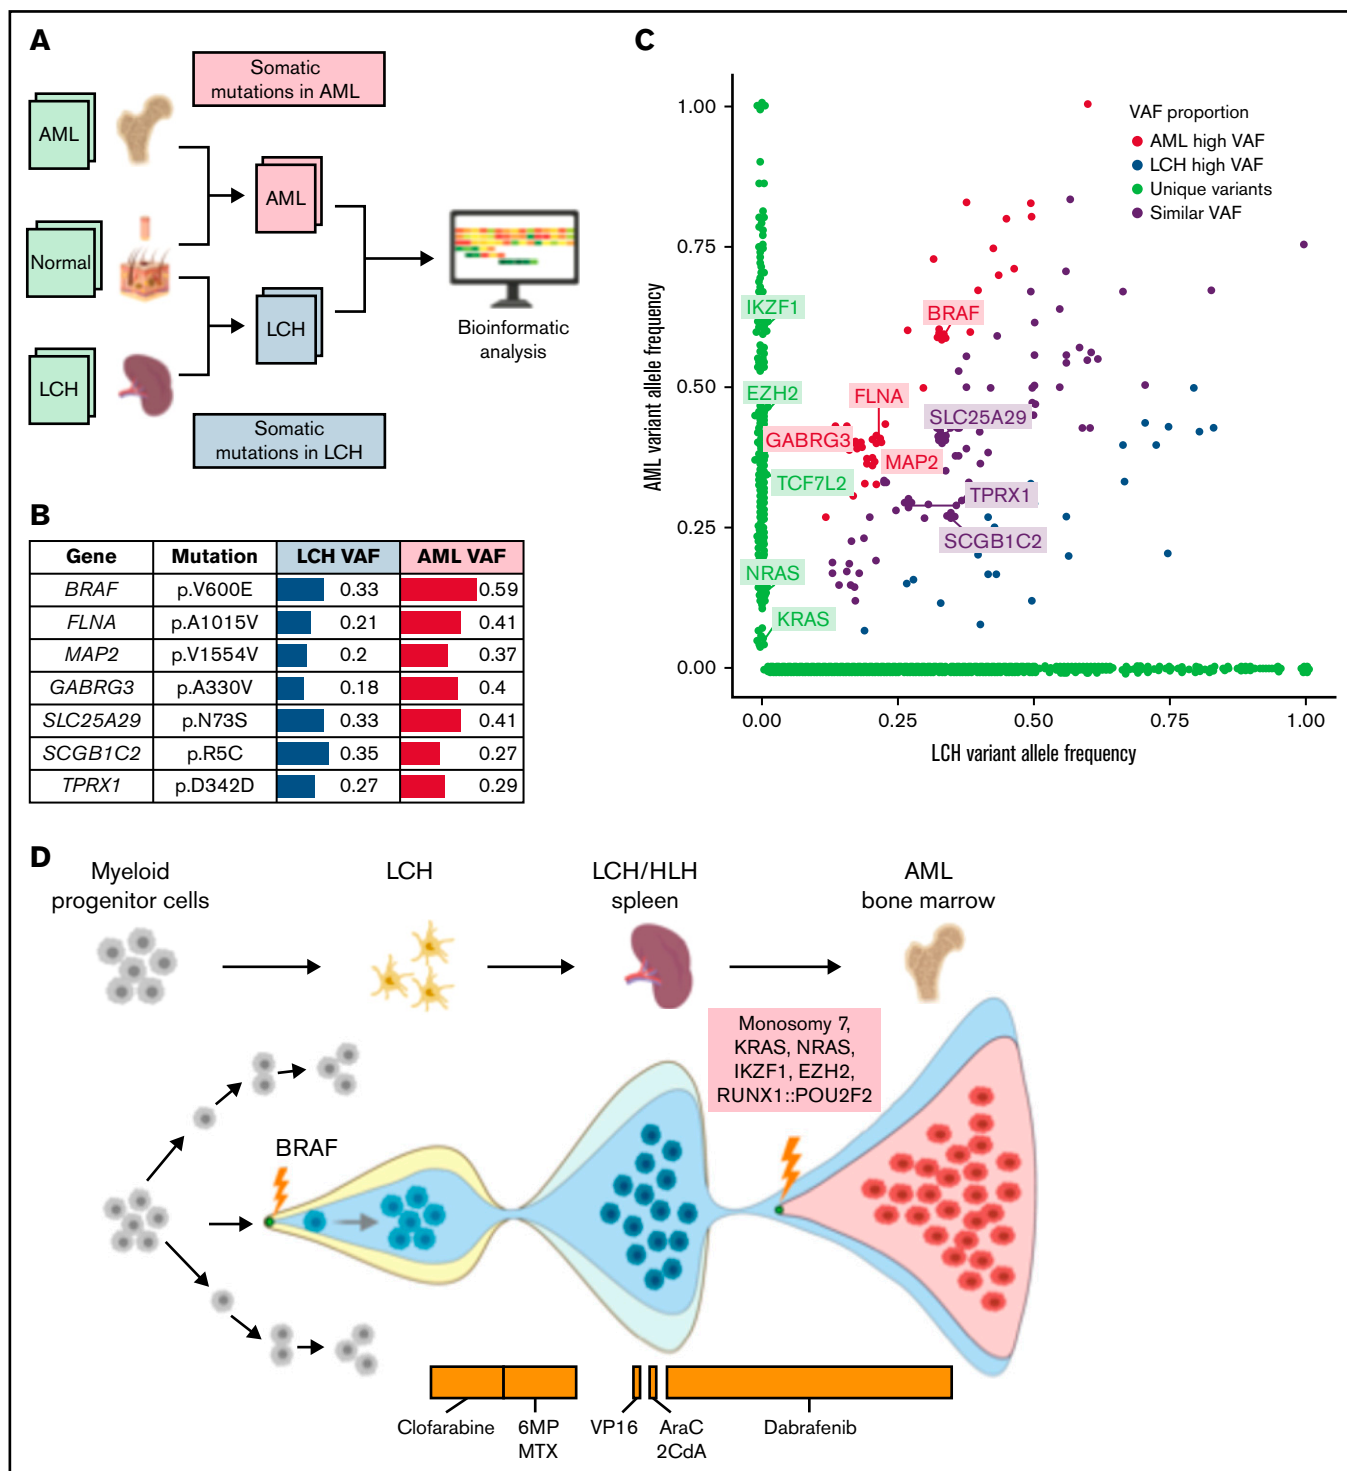 A
Somatic
mutations in AML
AML
Normal
LCH
AML
LCH
Bioinformatic
analysis
Somatic
mutations in LCH
B
Gene Mutation LCH VAF AML VAF
BRAF p.V600E 0.33 0.59
FLNA p.A1015V 0.21 0.41
MAP2 p.V1554V 0.2 0.37
GABRG3 p.A330V 0.18 0.4
SLC25A29 p.N73S 0.33 0.41
SCGB1C2 p.R5C 0.35 0.27
TPRX1 p.D342D 0.27 0.29
C
AML variant allele frequency
1.00
0.75
0.50
0.25
0.00
VAF proportion
AML high VAF
LCH high VAF
Unique variants
Similar VAF
IKZF1
BRAF
EZH2
FLNA
SLC25A29
GABRG3
MAP2
TCF7L2
TPRX1
SCGB1C2
NRAS
KRAS
0.00 0.25 0.50 0.75 1.00
LCH variant allele frequency
D
Myeloid
progenitor cells
LCH
LCH/HLH
spleen
AML
bone marrow
Monosomy 7,
KRAS, NRAS,
IKZF1, EZH2,
RUNX1::POU2F2
BRAF
Clofarabine
6MP
MTX
VP16
AraC
2CdA
Dabrafenib